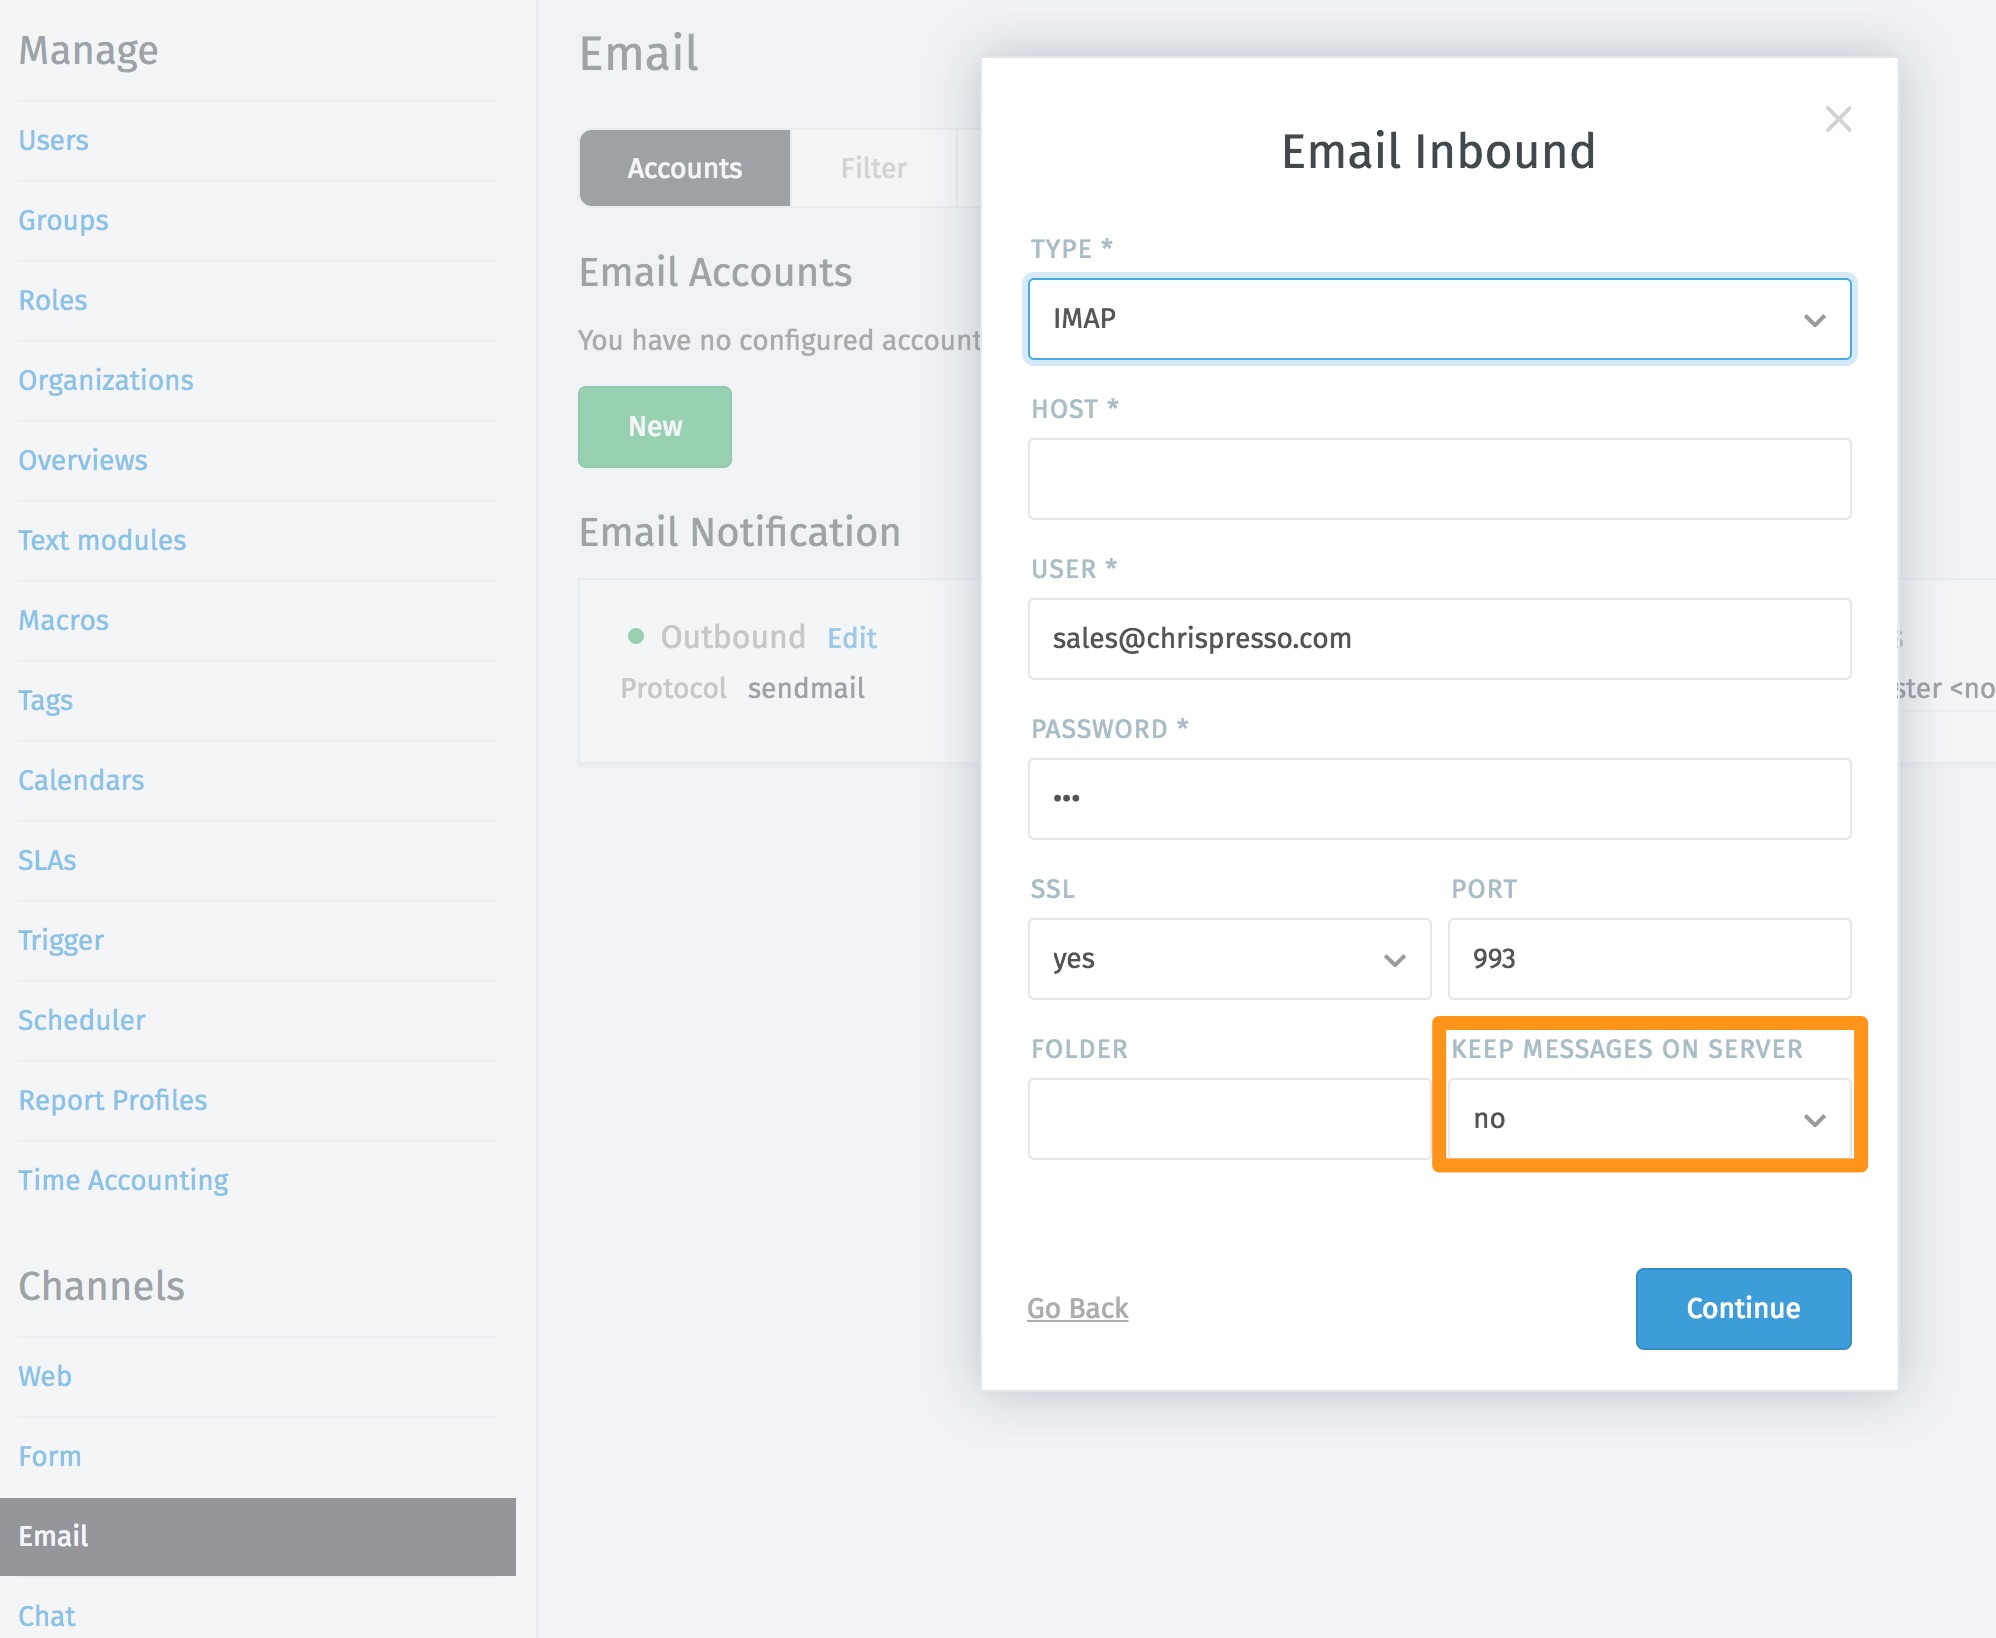 Manage
Users
Groups
Roles
Organizations
Overviews
Text modules
Macros
Tags
Calendars
SLAs
Trigger
Scheduler
Report Profiles
Time Accounting
Channels
Web
Form
Email
Chat
Email
Accounts
Filter
Email Accounts
You have no configured account
New
Email Notification
Outbound Edit
Protocol sendmail
ster <no
Email Inbound
TYPE *
IMAP
HOST *
USER *
sales@chrispresso.com
PASSWORD *
•••
SSL
PORT
yes
993
FOLDER
KEEP MESSAGES ON SERVER
no
Go Back
Continue